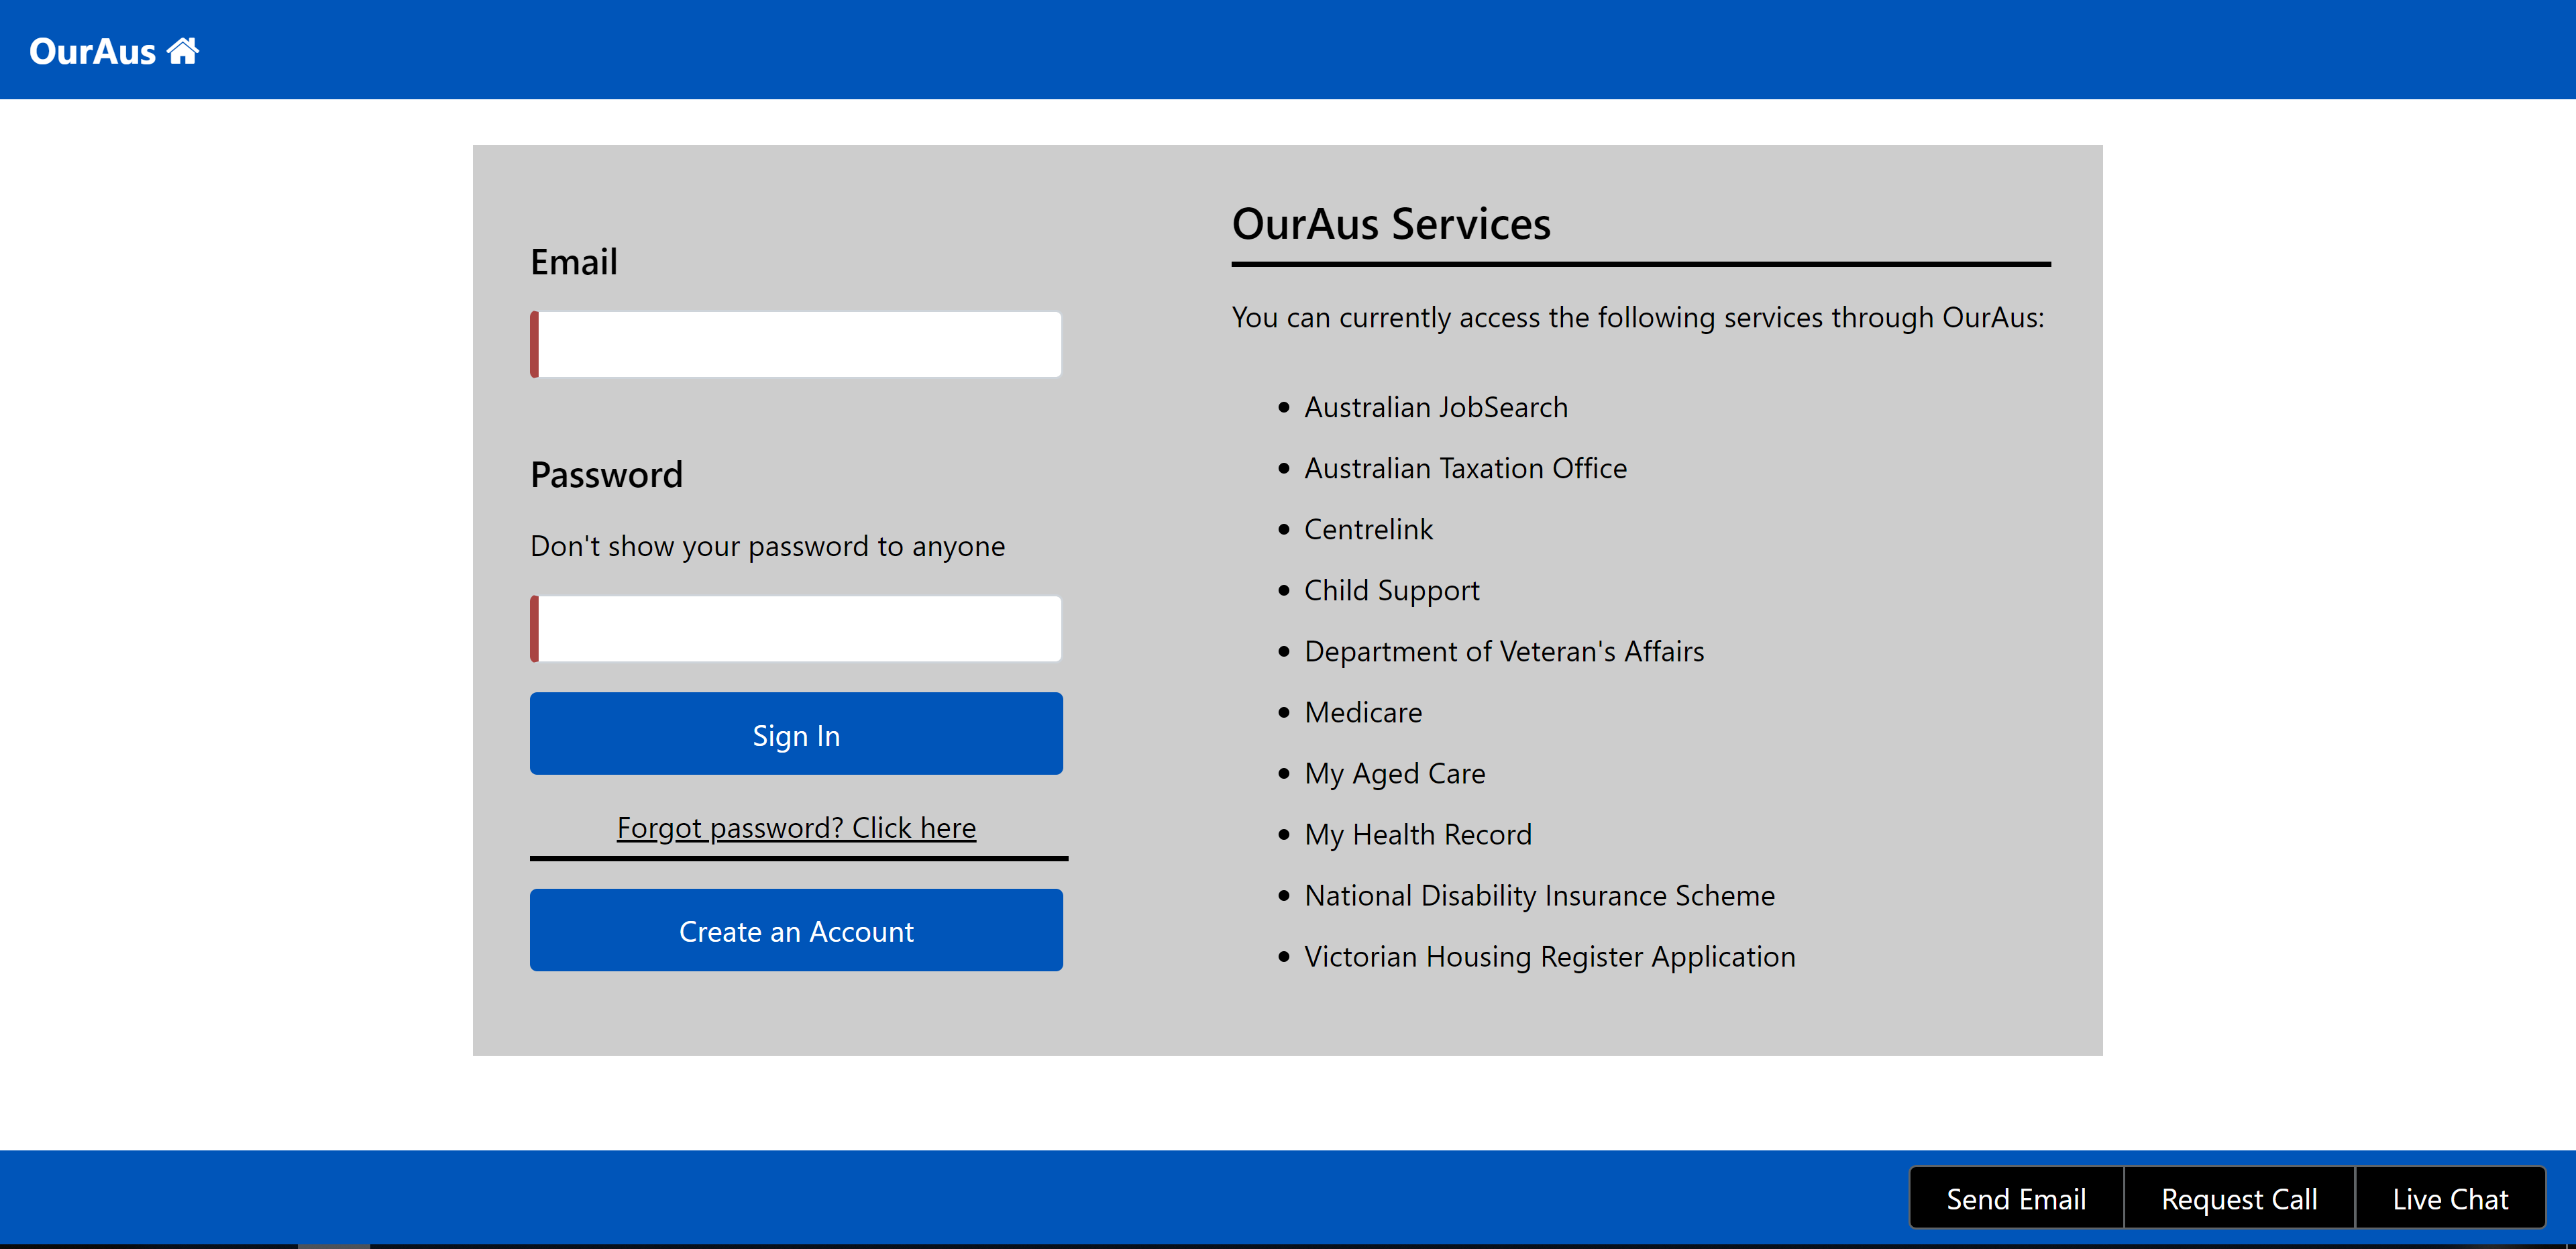 OurAus
Email
Password
Don't show your password to anyone
Sign In
Forgot password? Click here
Create an Account
OurAus Services
You can currently access the following services through OurAus:
Australian JobSearch
Australian Taxation Office
Centrelink
Child Support
Department of Veteran's Affairs
Medicare
My Aged Care
My Health Record
National Disability Insurance Scheme
Victorian Housing Register Application
Send Email
Request Call
Live Chat